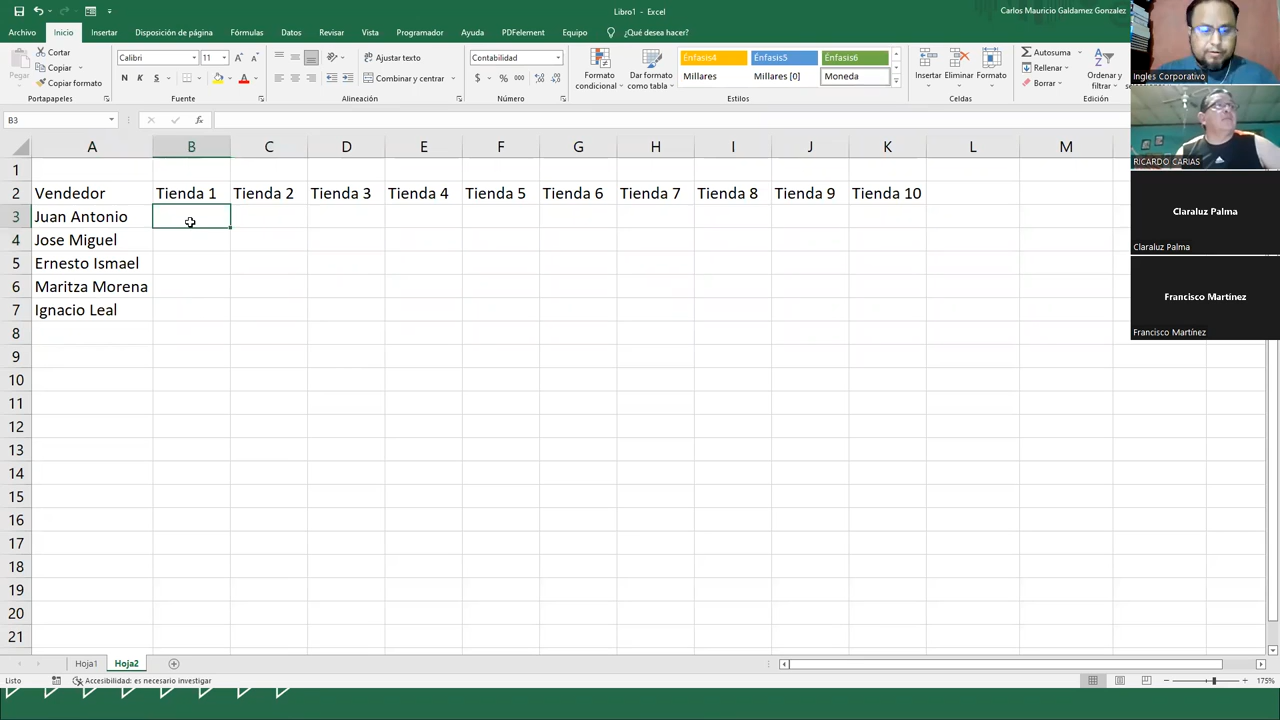 Libro1 - Excel
Carlos Mauricio Galdamez Gonzalez
Archivo Inicio Insertar Disposición de página Fórmulas Datos Revisar Vista Programador Ayuda PDFelement Equipo ¿Qué desea hacer?
Pegar
Cortar
Copiar
Copiar formato
Portapapeles
Calibri 11
N K S
Fuente
Ajustar texto
Combinar y centrar
Alineación
Contabilidad
$ % 000
Número
Formato condicional
Dar formato como tabla
Énfasis4 Énfasis5 Énfasis6
Millares Millares [0] Moneda
Estilos
Insertar Eliminar Formato
Celdas
Autosuma
Rellenar
Borrar
Ordenar y
Edición
B3 fx
A B C D E F G H I J K L M
1
2 Vendedor Tienda 1 Tienda 2 Tienda 3 Tienda 4 Tienda 5 Tienda 6 Tienda 7 Tienda 8 Tienda 9 Tienda 10
3 Juan Antonio
4 Jose Miguel
5 Ernesto Ismael
6 Maritza Morena
7 Ignacio Leal
8
9
10
11
12
13
14
15
16
17
18
19
20
21
Hoja1 Hoja2
Listo Accesibilidad: es necesario investigar 175%
Ingles Corporativo
RICARDO CARIAS
Claraluz Palma
Claraluz Palma
Francisco Martínez
Francisco Martínez